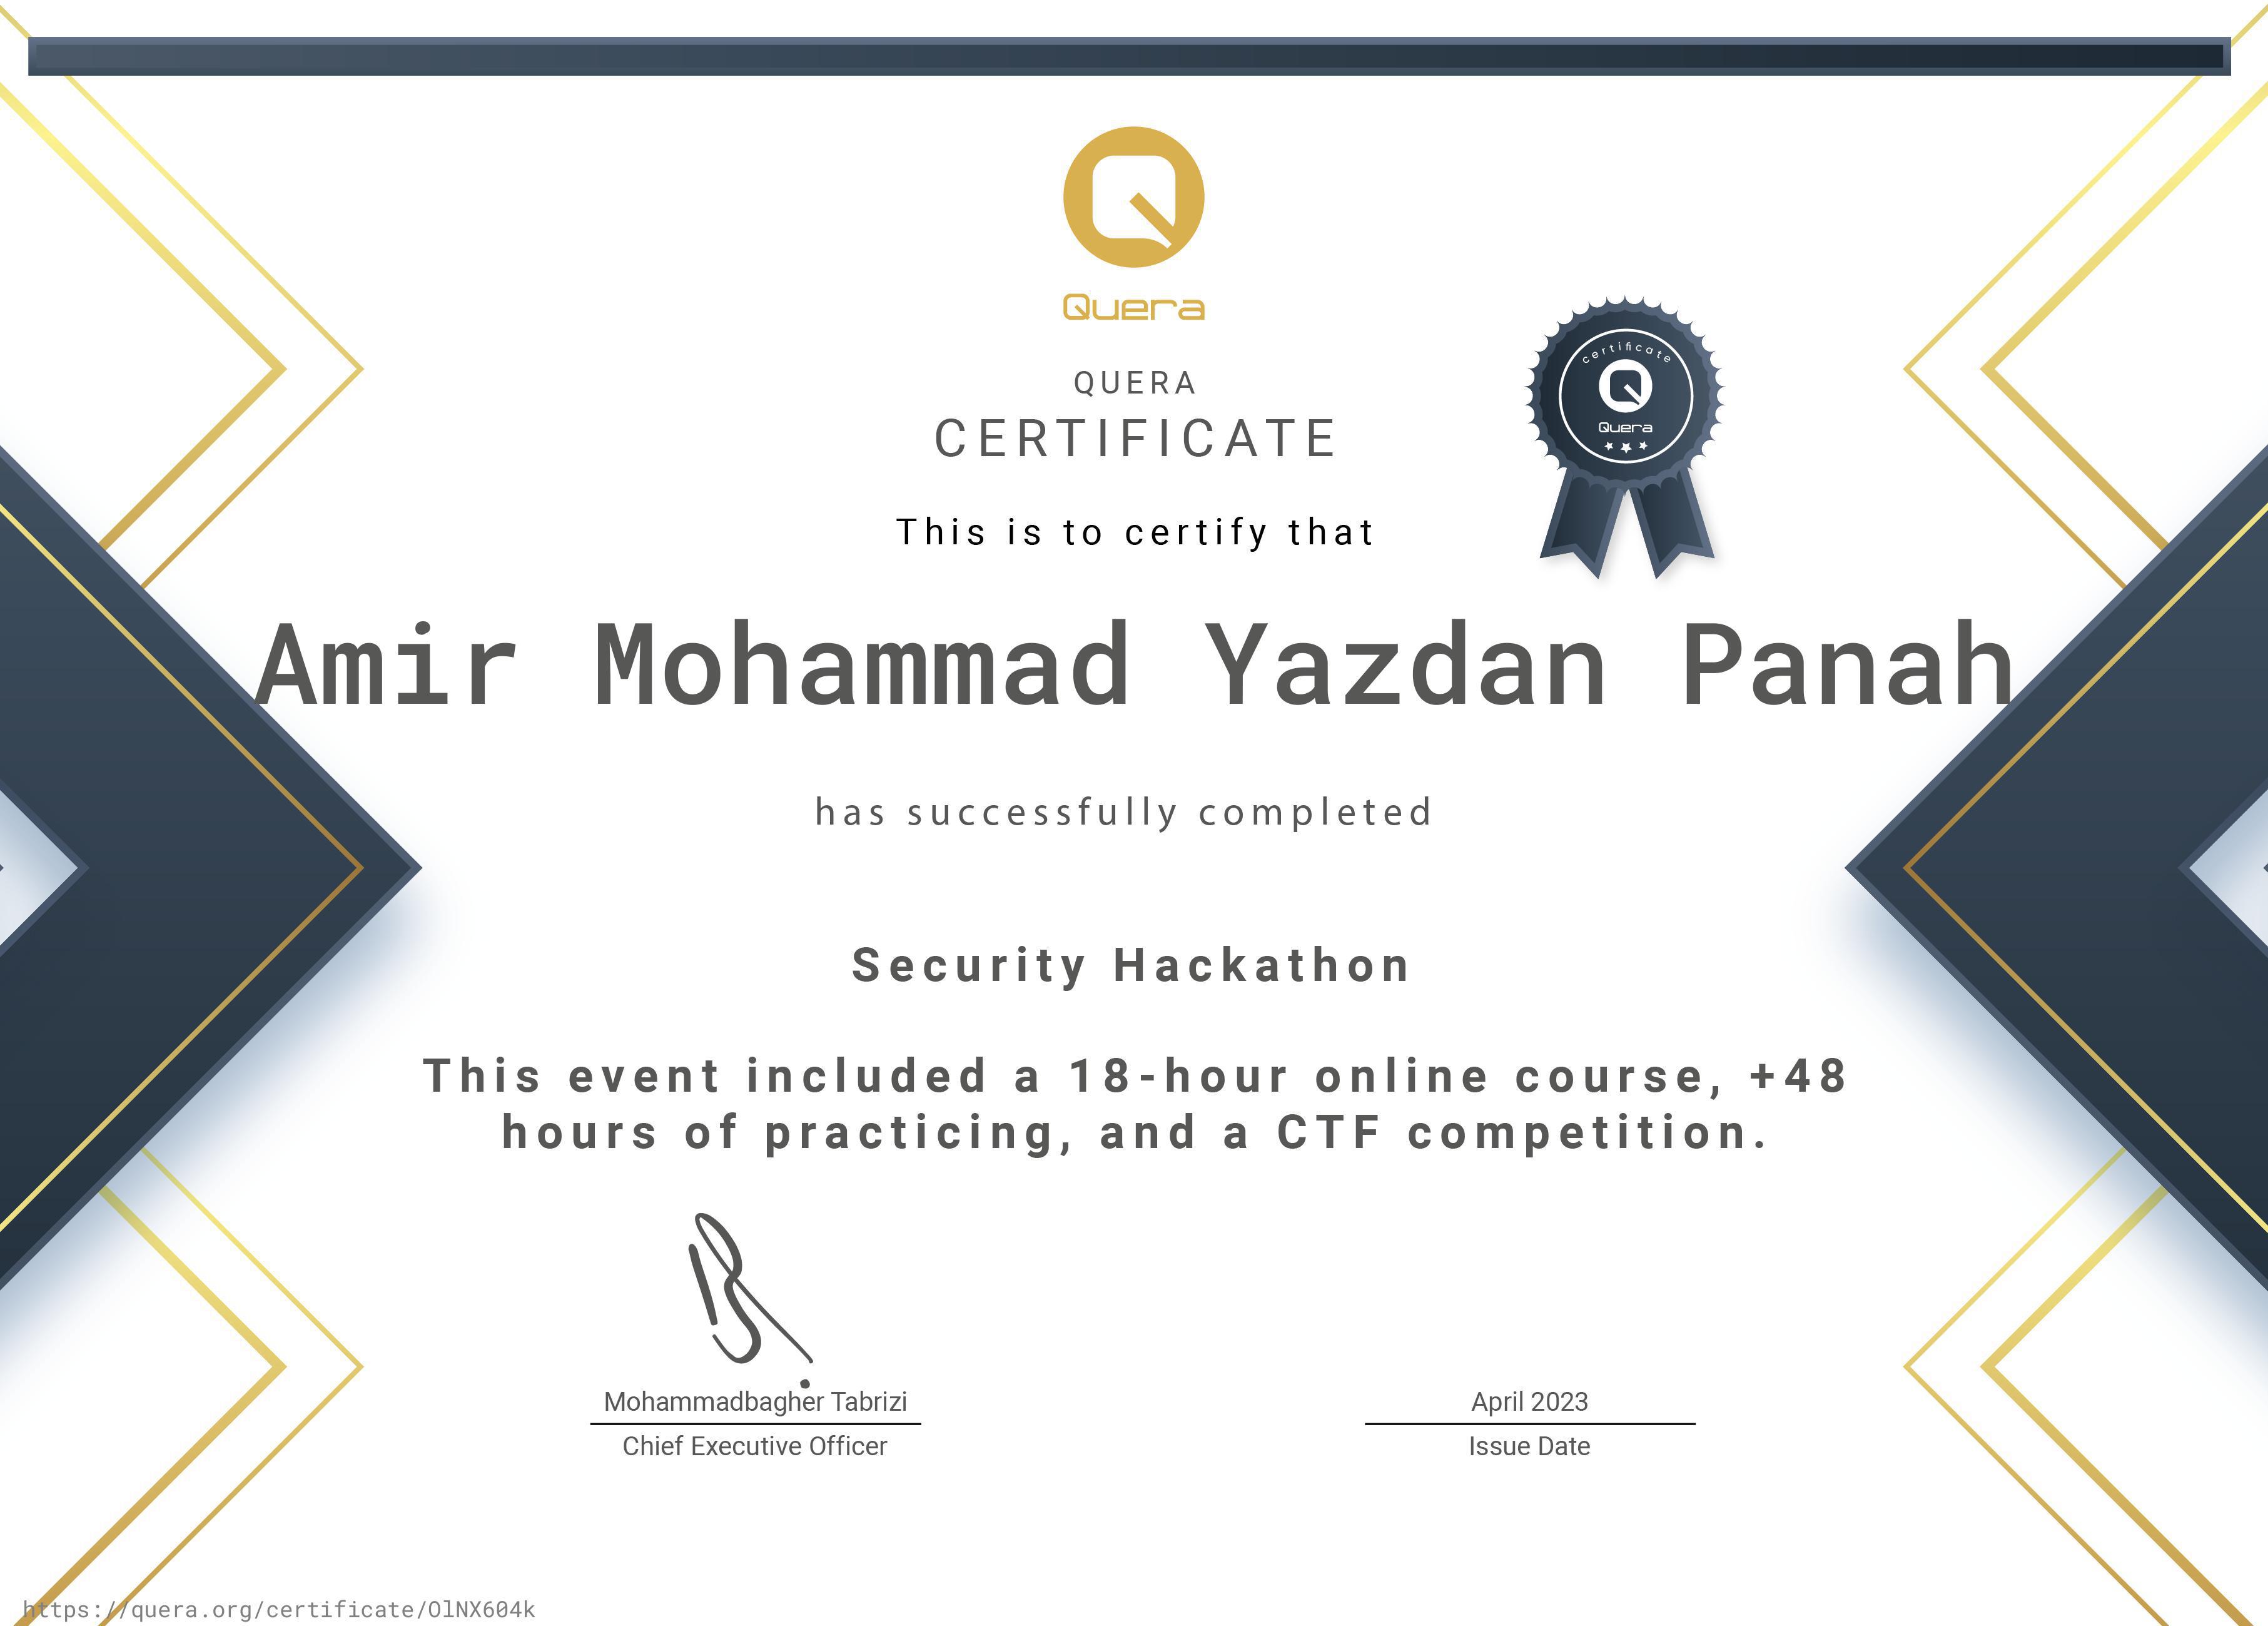 Quera
QUERA
CERTIFICATE
certificate
Quera
This is to certify that
Amir Mohammad Yazdan Panah
has successfully completed
Security Hackathon
This event included a 18-hour online course, +48
hours of practicing, and a CTF competition.
Mohammadbagher Tabrizi
Chief Executive Officer
April 2023
Issue Date
https://quera.org/certificate/OlNX604k